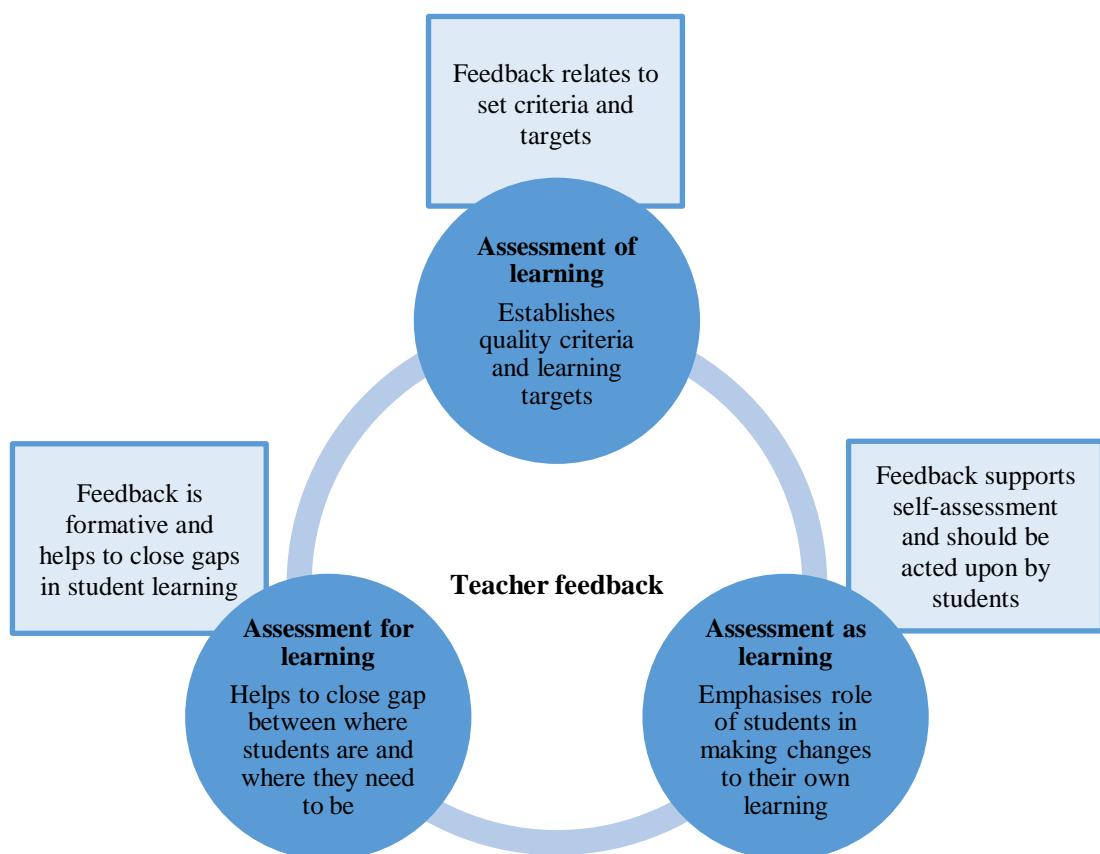 Feedback relates to
set criteria and
targets
Assessment of
learning
Establishes
quality criteria
and learning
targets
Feedback is
formative and
helps to close gaps
in student learning
Feedback supports
self-assessment
and should be
acted upon by
students
Teacher feedback
Assessment for
learning
Helps to close gap
between where
students are and
where they need
to be
Assessment as
learning
Emphasises role
of students in
making changes
to their own
learning